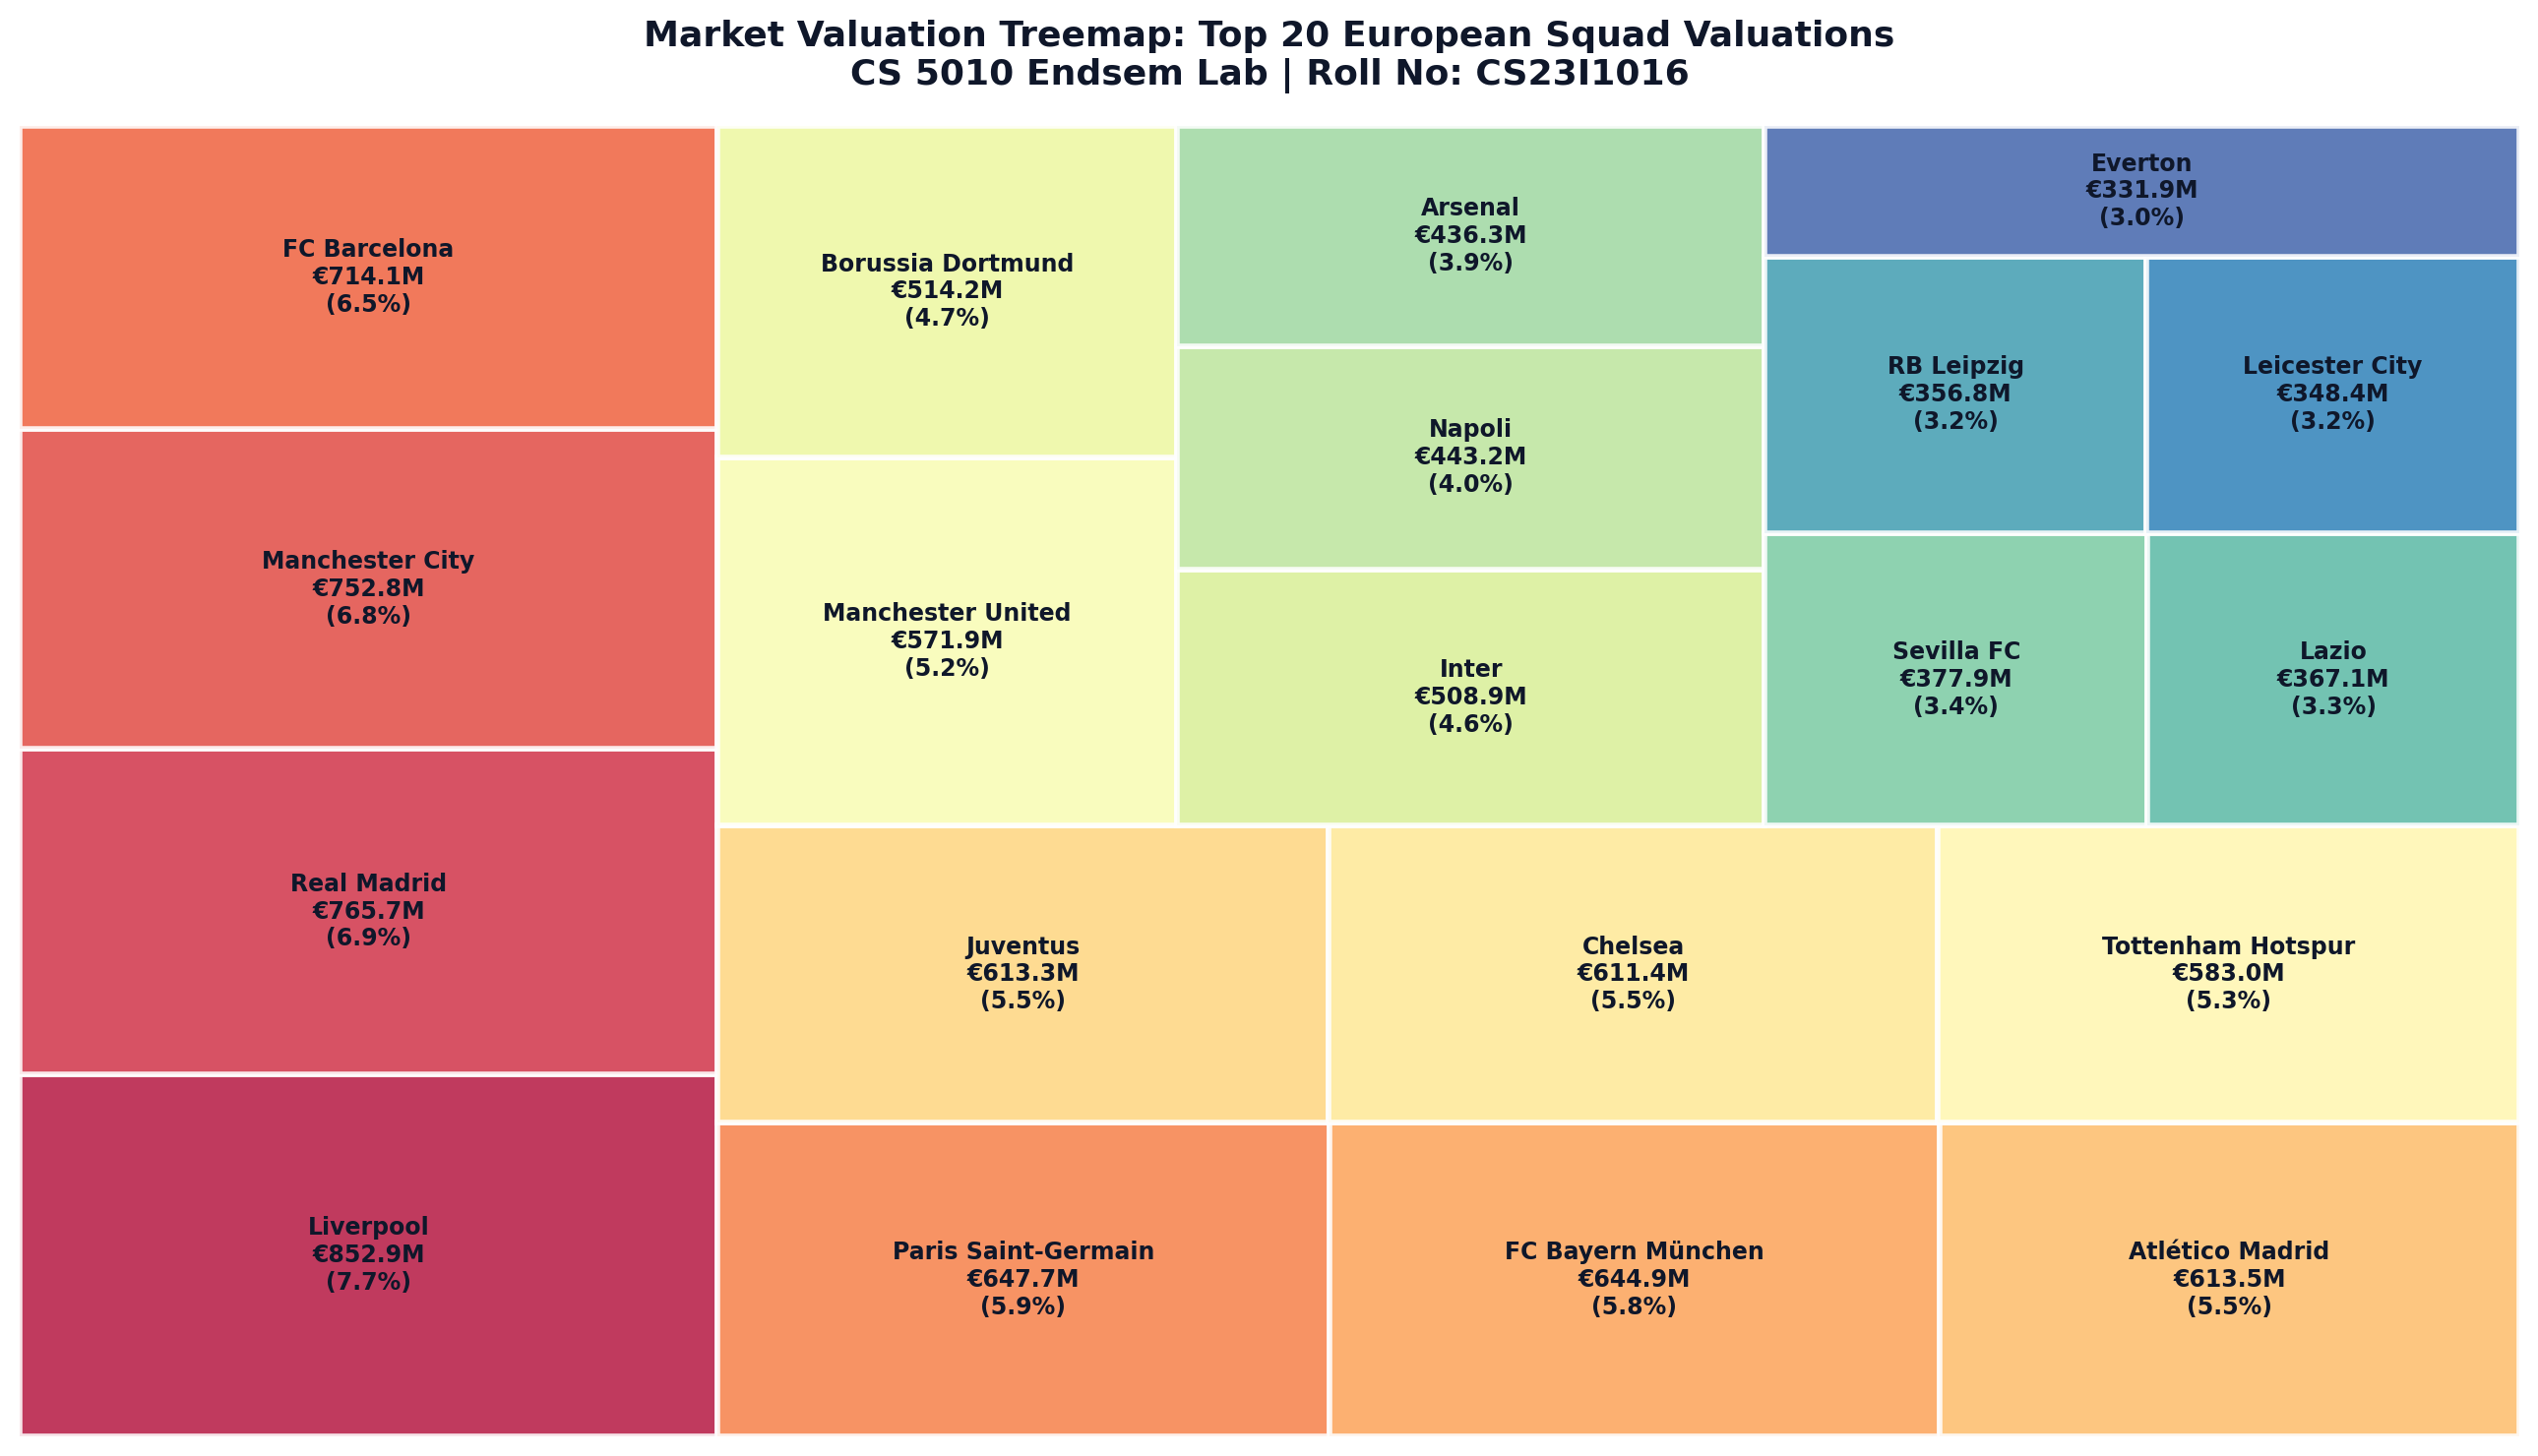 Market Valuation Treemap: Top 20 European Squad Valuations
CS 5010 Endsem Lab | Roll No: CS23I1016
FC Barcelona
€714.1M
(6.5%)
Manchester City
€752.8M
(6.8%)
Real Madrid
€765.7M
(6.9%)
Liverpool
€852.9M
(7.7%)
Borussia Dortmund
€514.2M
(4.7%)
Manchester United
€571.9M
(5.2%)
Arsenal
€436.3M
(3.9%)
Napoli
€443.2M
(4.0%)
Inter
€508.9M
(4.6%)
Everton
€331.9M
(3.0%)
RB Leipzig
€356.8M
(3.2%)
Leicester City
€348.4M
(3.2%)
Sevilla FC
€377.9M
(3.4%)
Lazio
€367.1M
(3.3%)
Juventus
€613.3M
(5.5%)
Chelsea
€611.4M
(5.5%)
Tottenham Hotspur
€583.0M
(5.3%)
Paris Saint-Germain
€647.7M
(5.9%)
FC Bayern München
€644.9M
(5.8%)
Atlético Madrid
€613.5M
(5.5%)